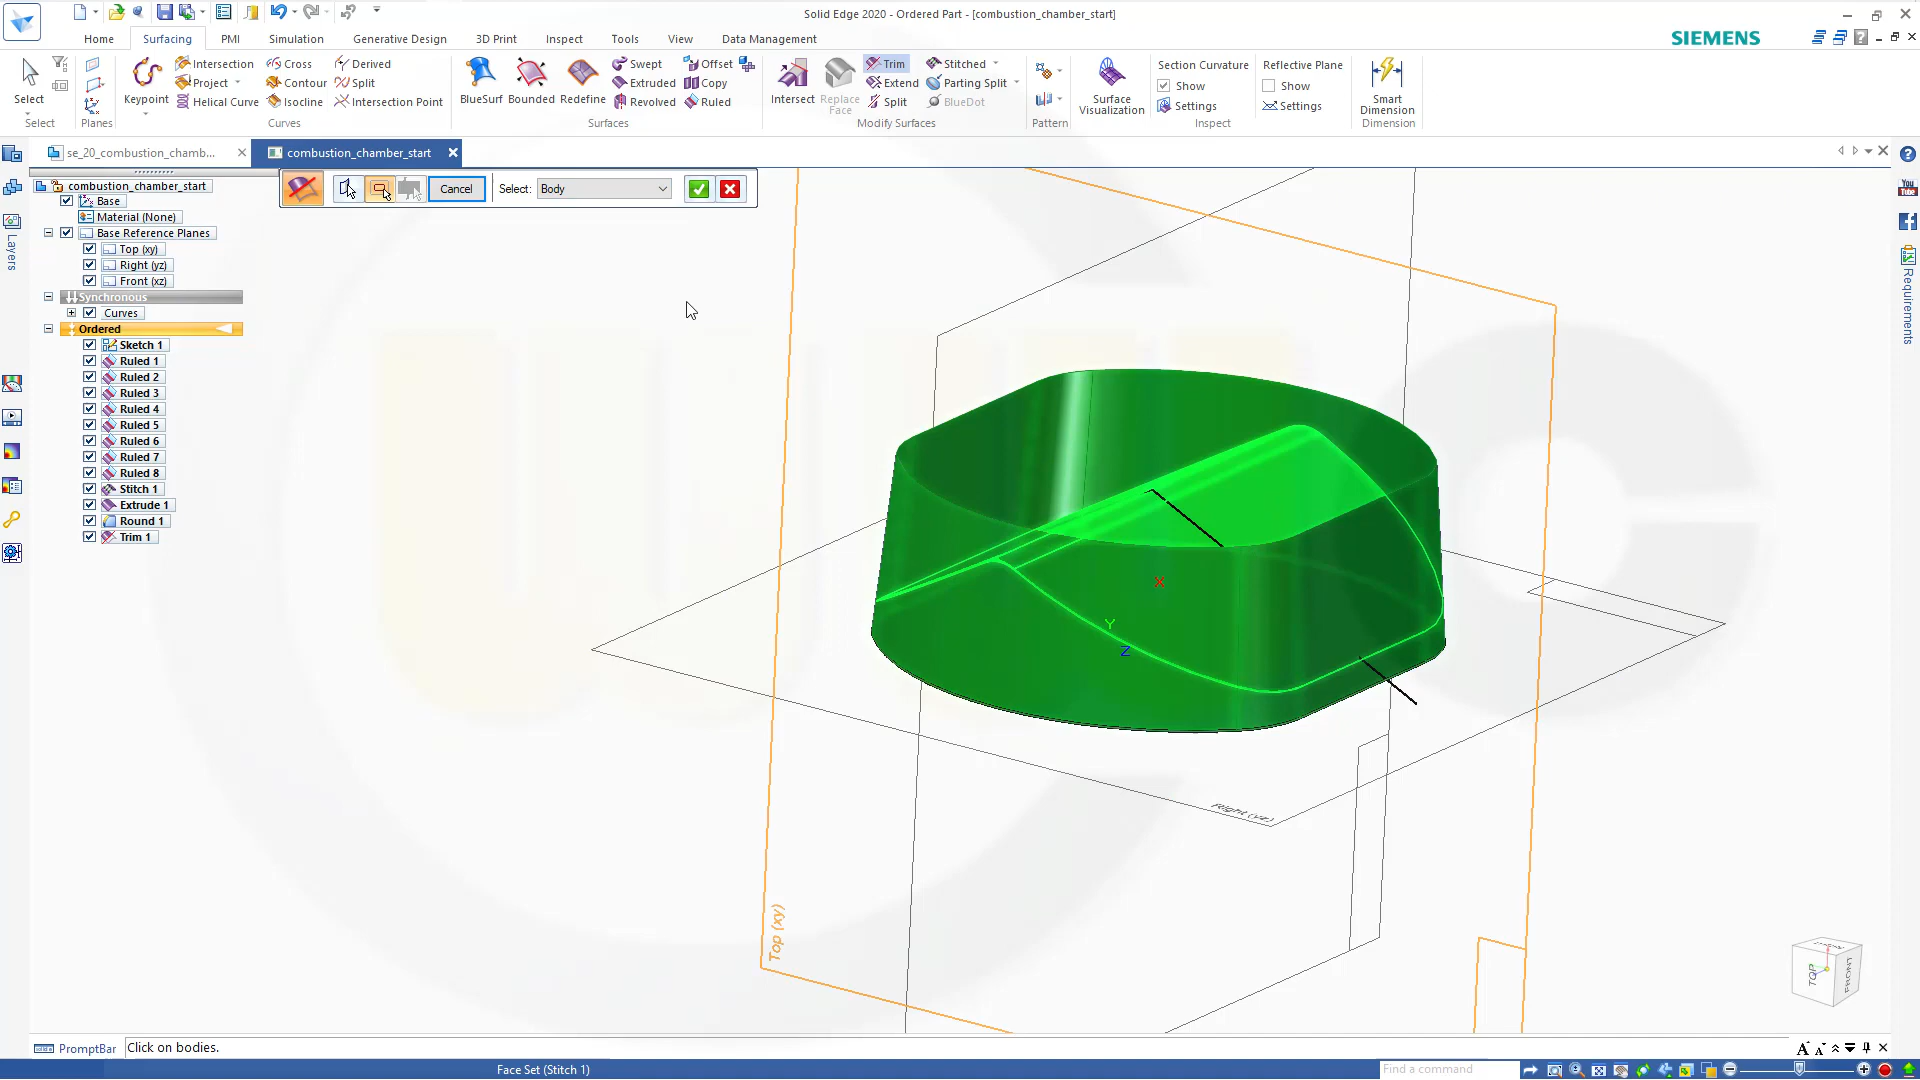 Solid Edge 2020 - Ordered Part - [combustion_chamber_start]
Home Surfacing PMI Simulation Generative Design 3D Print Inspect Tools View Data Management
SIEMENS
Select
Select
Planes
Keypoint
Intersection
Project
Helical Curve
Cross
Contour
Isocline
Derived
Split
Intersection Point
Curves
BlueSurf
Bounded
Redefine
Swept
Extruded
Revolved
Offset
Copy
Ruled
Surfaces
Intersect
Replace
Face
Trim
Extend
Split
Stitched
Parting Split
BlueDot
Modify Surfaces
Pattern
Surface
Visualization
Section Curvature
Show
Settings
Inspect
Reflective Plane
Show
Settings
Smart
Dimension
Dimension
se_20_combustion_chamb...
combustion_chamber_start
Cancel
Select: Body
combustion_chamber_start
Base
Material (None)
Base Reference Planes
Top (xy)
Right (yz)
Front (xz)
Synchronous
Curves
Ordered
Sketch 1
Ruled 1
Ruled 2
Ruled 3
Ruled 4
Ruled 5
Ruled 6
Ruled 7
Ruled 8
Stitch 1
Extrude 1
Round 1
Trim 1
Layers
You
Tube
Requirements
X
Y
Z
Right (yz)
Top (xy)
TOP
FRONT
PromptBar
Click on bodies.
Face Set (Stitch 1)
Find a command